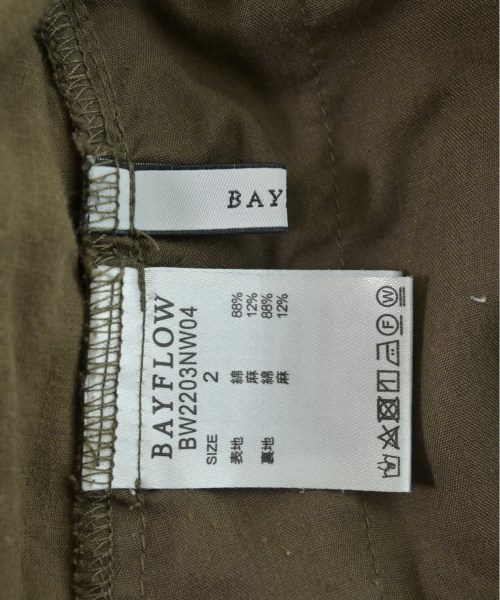 BAY
BAYFLOW
BW2203NW04
SIZE 2
表地 綿 88%
麻 12%
裏地 綿 88%
麻 12%
F W